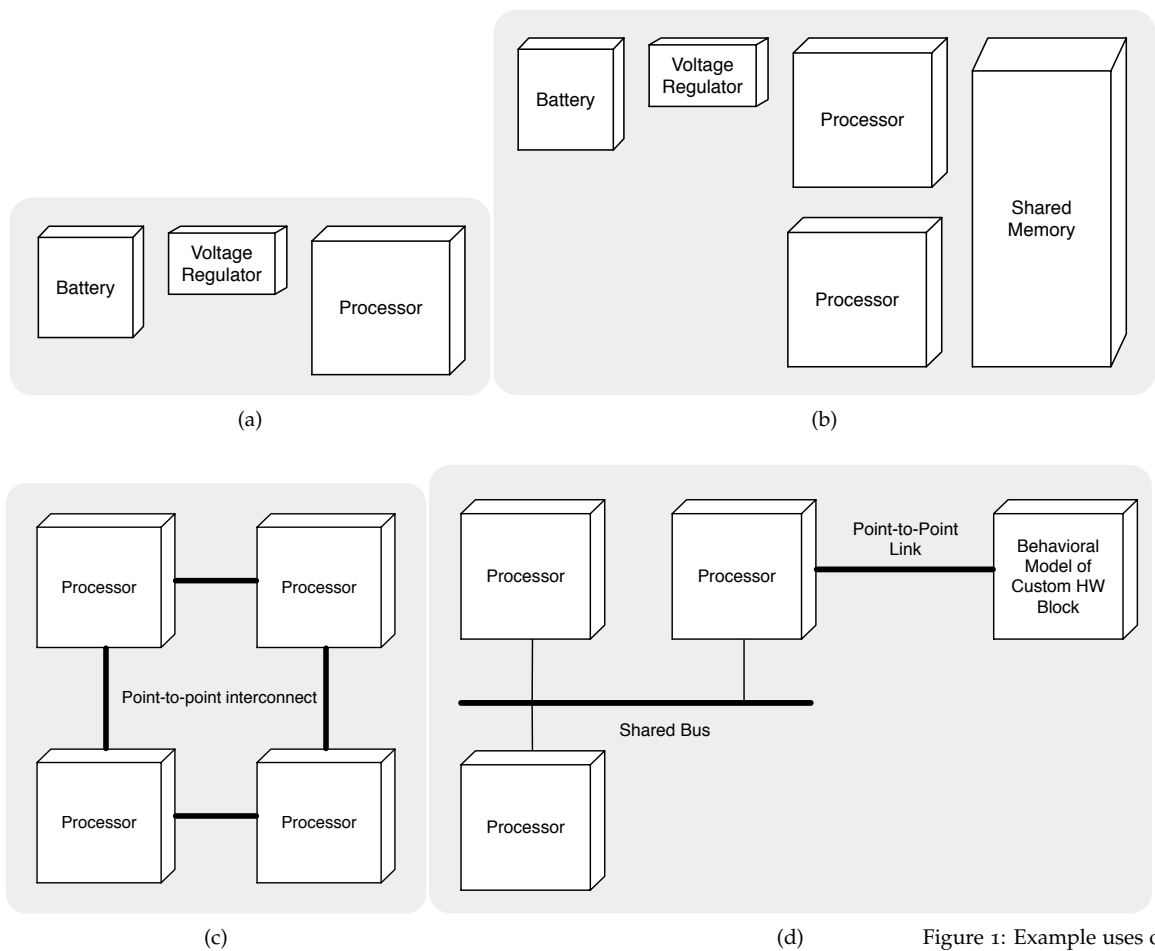 Battery
Voltage
Regulator
Processor
(a)
Battery
Voltage
Regulator
Processor
Processor
Shared
Memory
(b)
Processor
Processor
Point-to-point interconnect
Processor
Processor
(c)
Processor
Processor
Point-to-Point
Link
Behavioral
Model of
Custom HW
Block
Shared Bus
Processor
(d)
Figure 1: Example uses